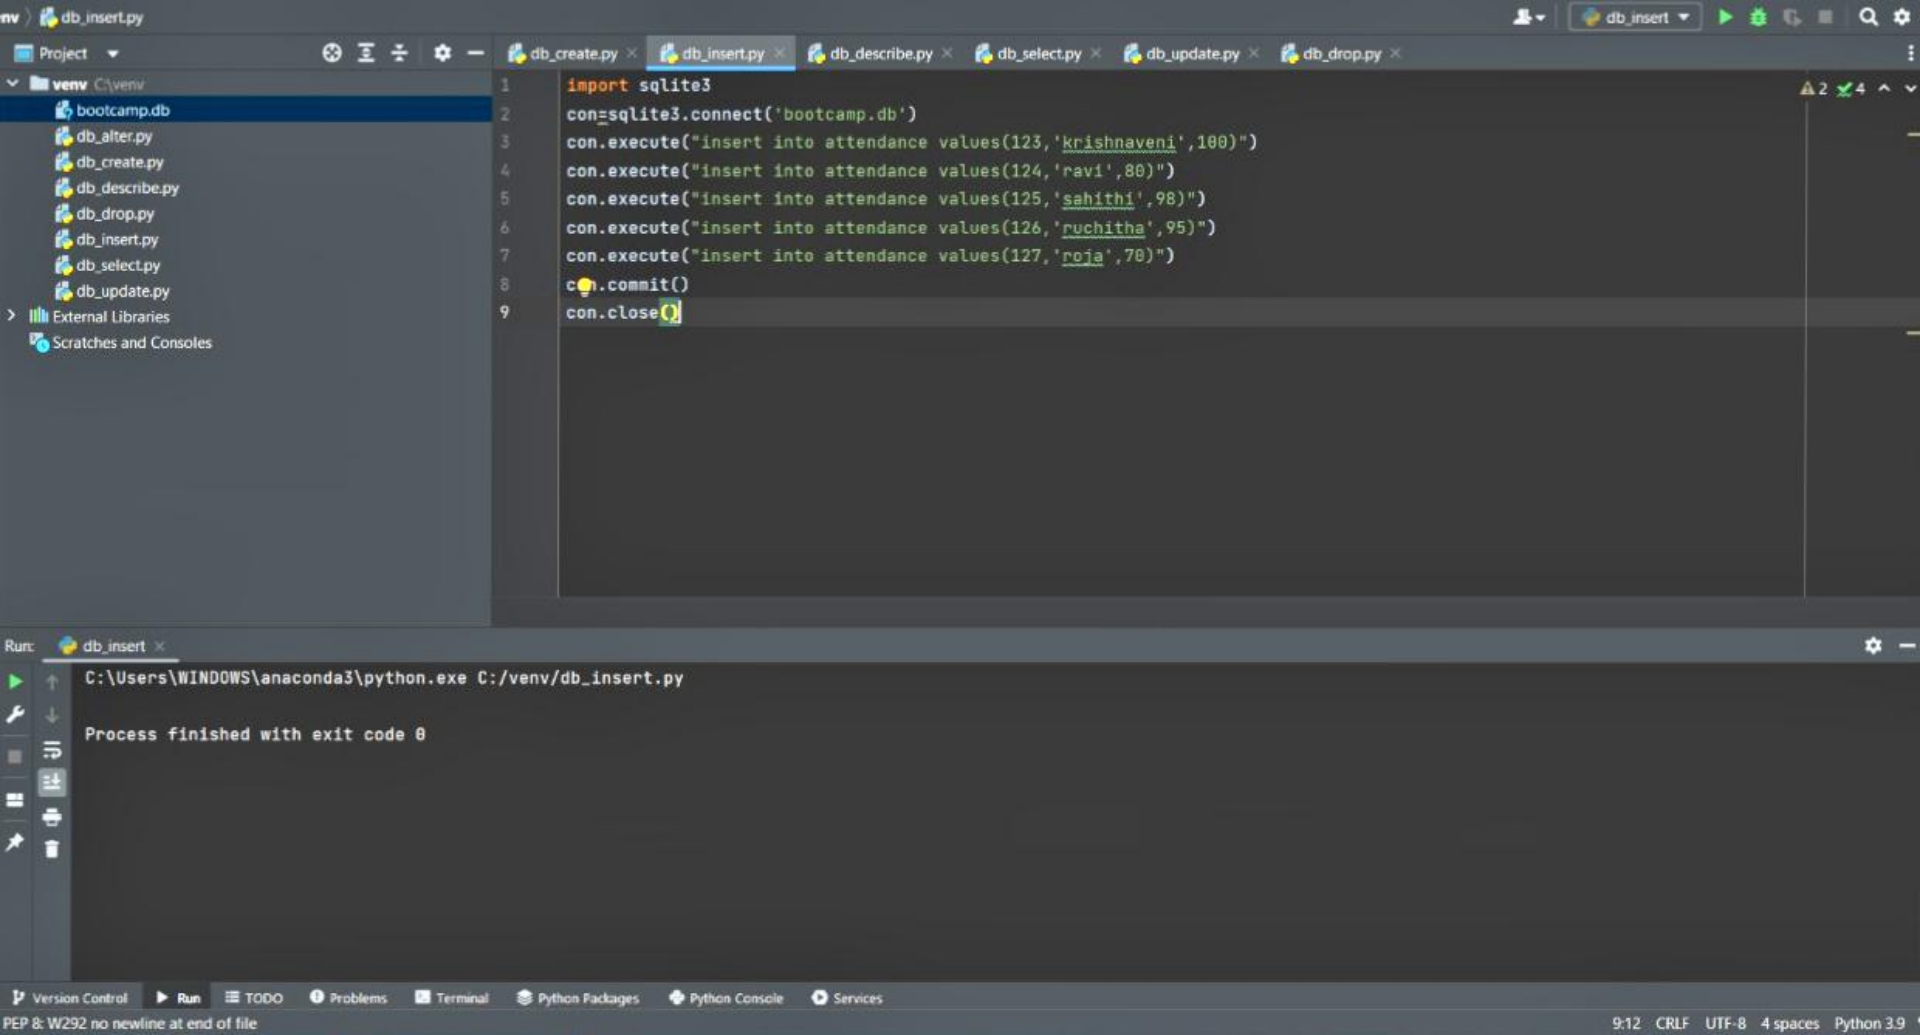 nv db_insert.py db_insert
Project db_create.py db_insert.py db_describe.py db_select.py db_update.py db_drop.py
venv C:\venv
bootcamp.db
db_alter.py
db_create.py
db_describe.py
db_drop.py
db_insert.py
db_select.py
db_update.py
External Libraries
Scratches and Consoles
1 import sqlite3
2 con=sqlite3.connect('bootcamp.db')
3 con.execute("insert into attendance values(123,'krishnaveni',100)")
4 con.execute("insert into attendance values(124,'ravi',80)")
5 con.execute("insert into attendance values(125,'sahithi',98)")
6 con.execute("insert into attendance values(126,'ruchitha',95)")
7 con.execute("insert into attendance values(127,'roja',70)")
8 con.commit()
9 con.close()
2 4
Run: db_insert
C:\Users\WINDOWS\anaconda3\python.exe C:/venv/db_insert.py
Process finished with exit code 0
Version Control Run TODO Problems Terminal Python Packages Python Console Services
PEP 8: W292 no newline at end of file 9:12 CRLF UTF-8 4 spaces Python 3.9